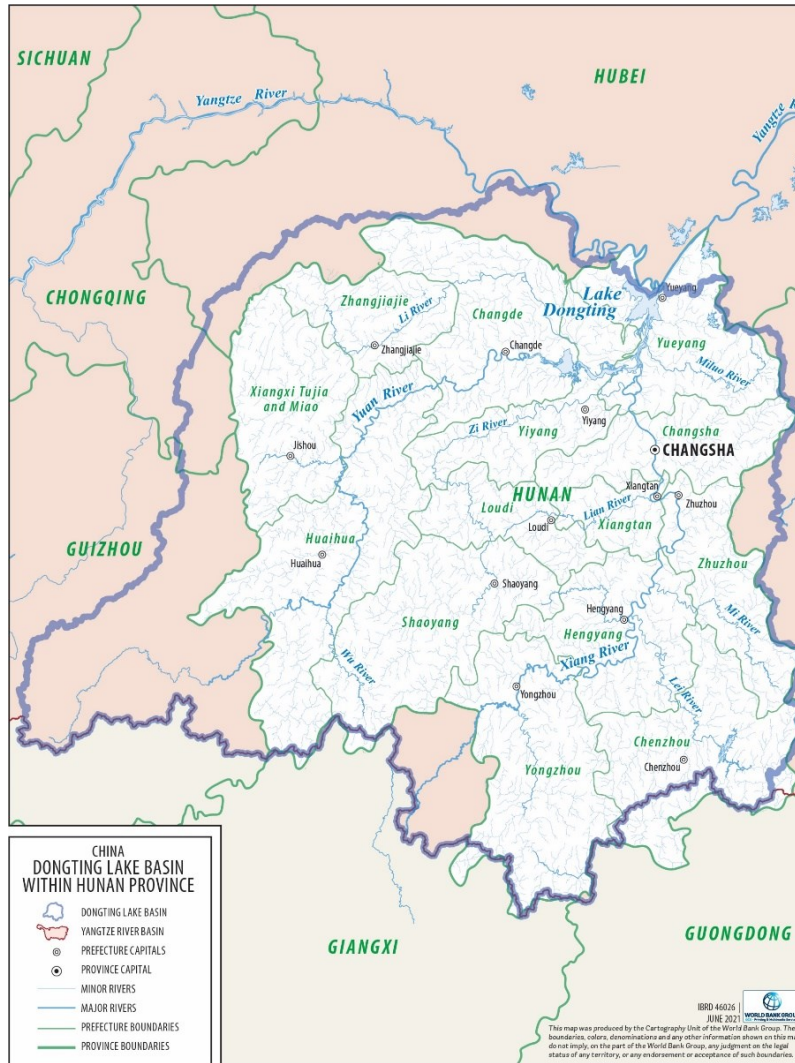 SICHUAN
HUBEI
Yangtze River
Yangtze
CHONGQING
Zhangjiajie
Li River
Changde
Lake
Dongting
Yueyang
Yueyang
Zhangjiajie
Changde
Miluo River
Xiangxi Tujia
and Miao
Yuan River
Zi River
Yiyang
Yiyang
Changsha
CHANGSHA
Jishou
HUNAN
Xiangtan
Zhuzhou
Loudi
Lian River
Loudi
Xiangtan
GUIZHOU
Huaihua
Huaihua
Zhuzhou
Shaoyang
Shaoyang
Hengyang
Hengyang
Mi River
Xiang River
Wu River
Lei River
Yongzhou
Chenzhou
Chenzhou
Yongzhou
CHINA
DONGTING LAKE BASIN
WITHIN HUNAN PROVINCE
DONGTING LAKE BASIN
YANGTZE RIVER BASIN
PREFECTURE CAPITALS
PROVINCE CAPITAL
MINOR RIVERS
MAJOR RIVERS
PREFECTURE BOUNDARIES
PROVINCE BOUNDARIES
GIANGXI
GUONGDONG
IBRD 46026 |
JUNE 2021
WORLD BANK GROUP
This map was produced by the Cartography Unit of the World Bank Group. The
boundaries, colors, denominations and any other information shown on this ma
do not imply, on the part of the World Bank Group, any judgment on the legal
status of any territory, or any endorsement or acceptance of such boundaries.